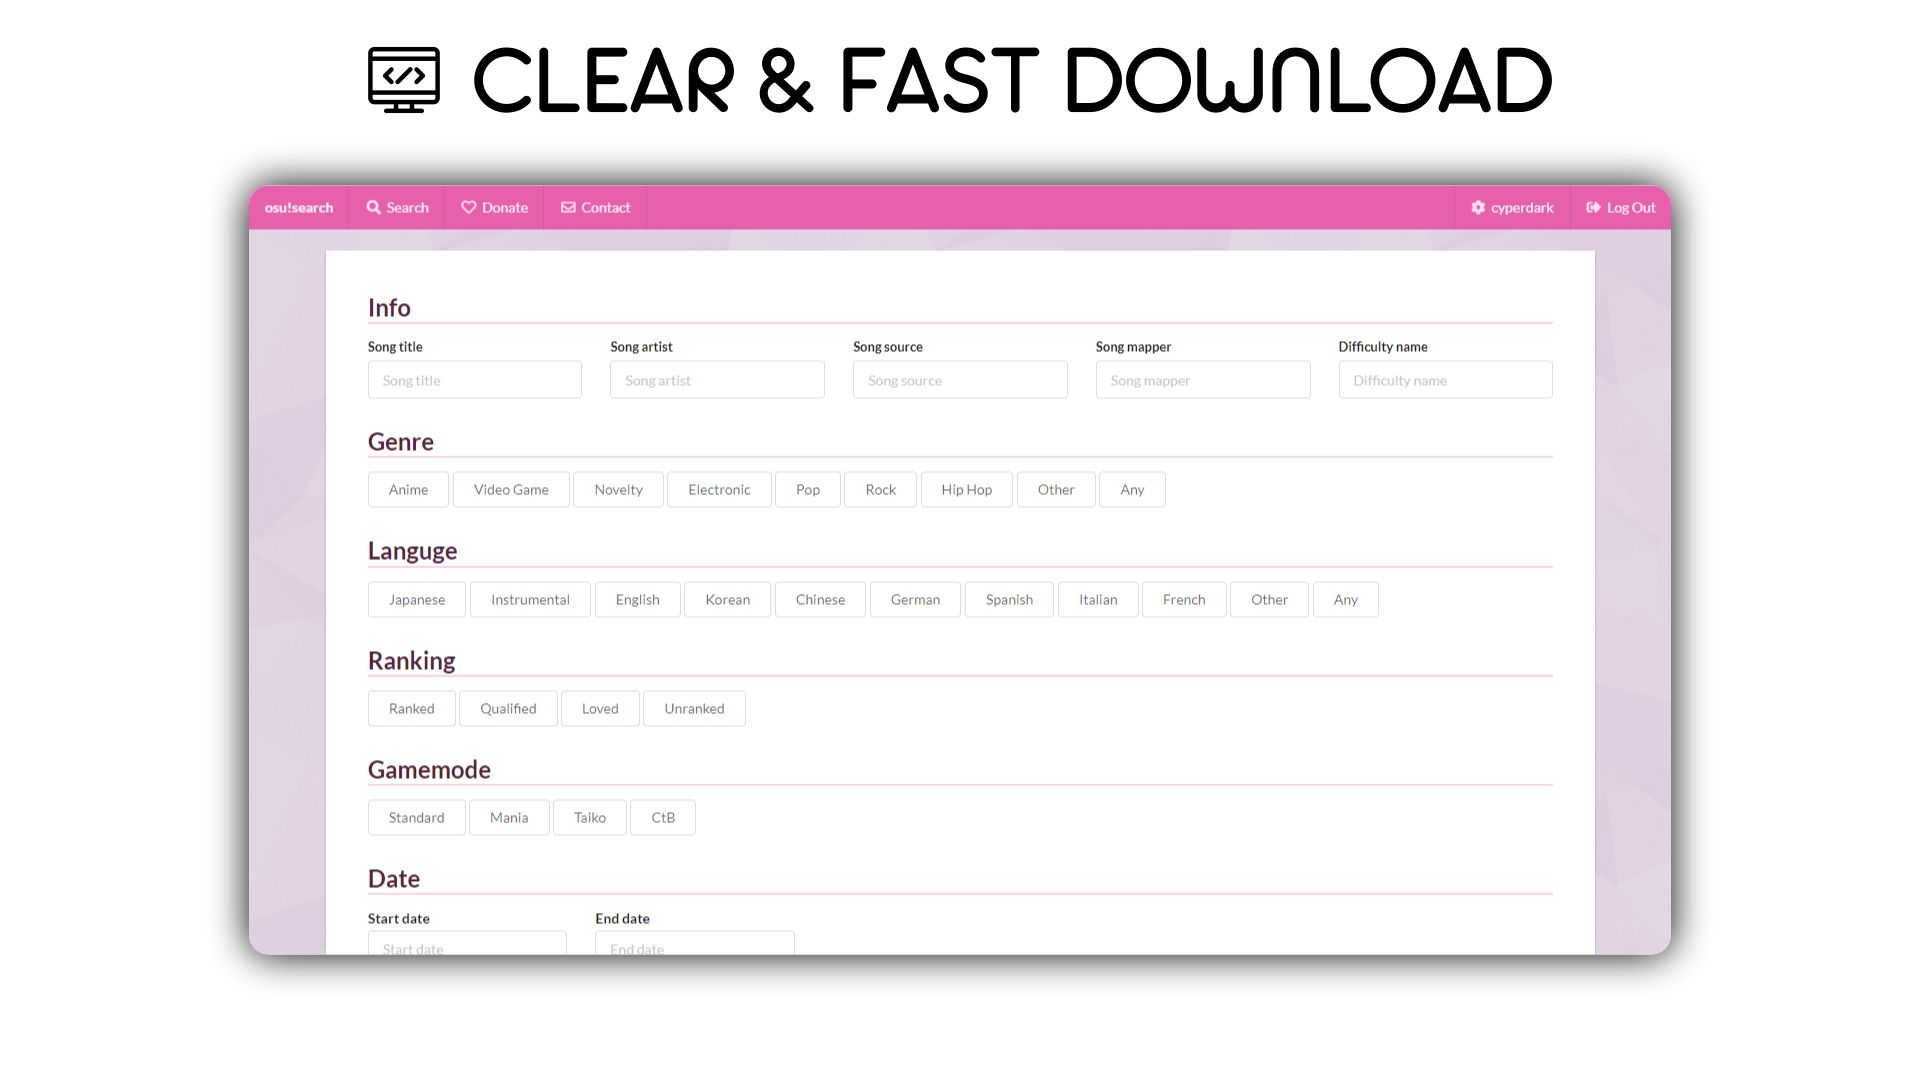 CLEAR & FAST DOWNLOAD
osu!search Search Donate Contact cyperdark Log Out
Info
Song title Song artist Song source Song mapper Difficulty name
Song title Song artist Song source Song mapper Difficulty name
Genre
Anime Video Game Novelty Electronic Pop Rock Hip Hop Other Any
Languge
Japanese Instrumental English Korean Chinese German Spanish Italian French Other Any
Ranking
Ranked Qualified Loved Unranked
Gamemode
Standard Mania Taiko CtB
Date
Start date End date
Start date End date